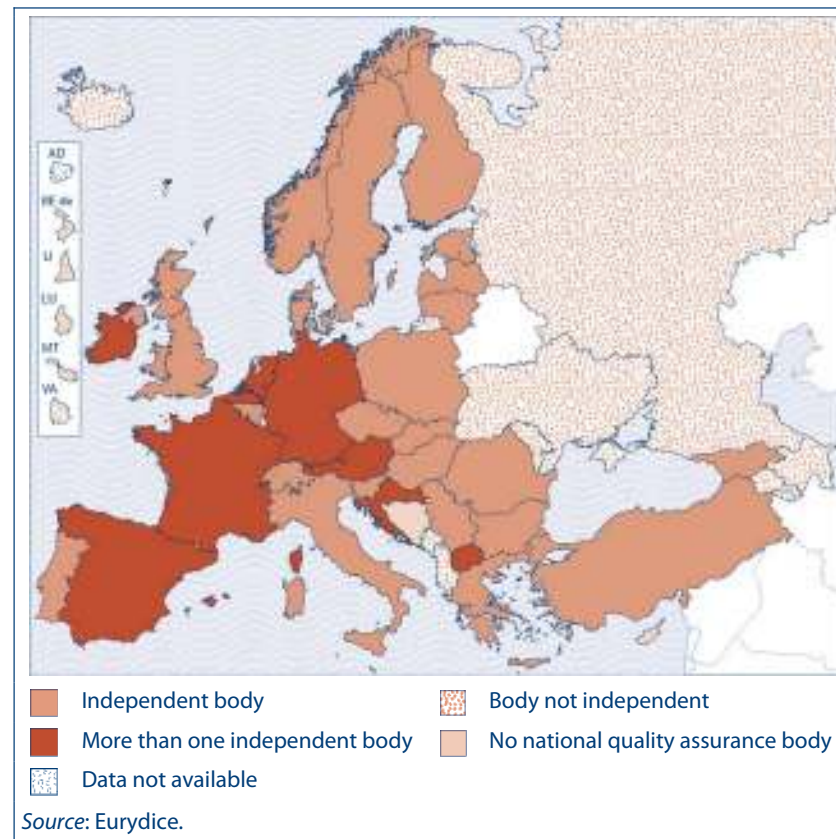 AD
BE de
LI
LU
MT
VA
Independent body
Body not independent
More than one independent body
No national quality assurance body
Data not available
Source: Eurydice.